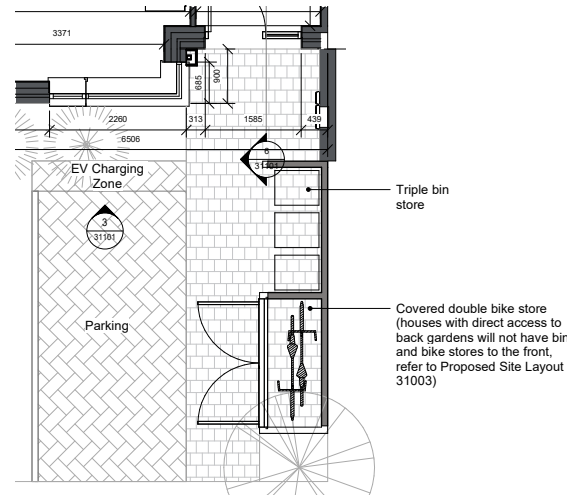 3371
685
900
2260
313
1585
439
6506
6
31101
EV Charging
Zone
3
31101
Triple bin
store
Parking
Covered double bike store
(houses with direct access to
back gardens will not have bin
and bike stores to the front,
refer to Proposed Site Layout
31003)